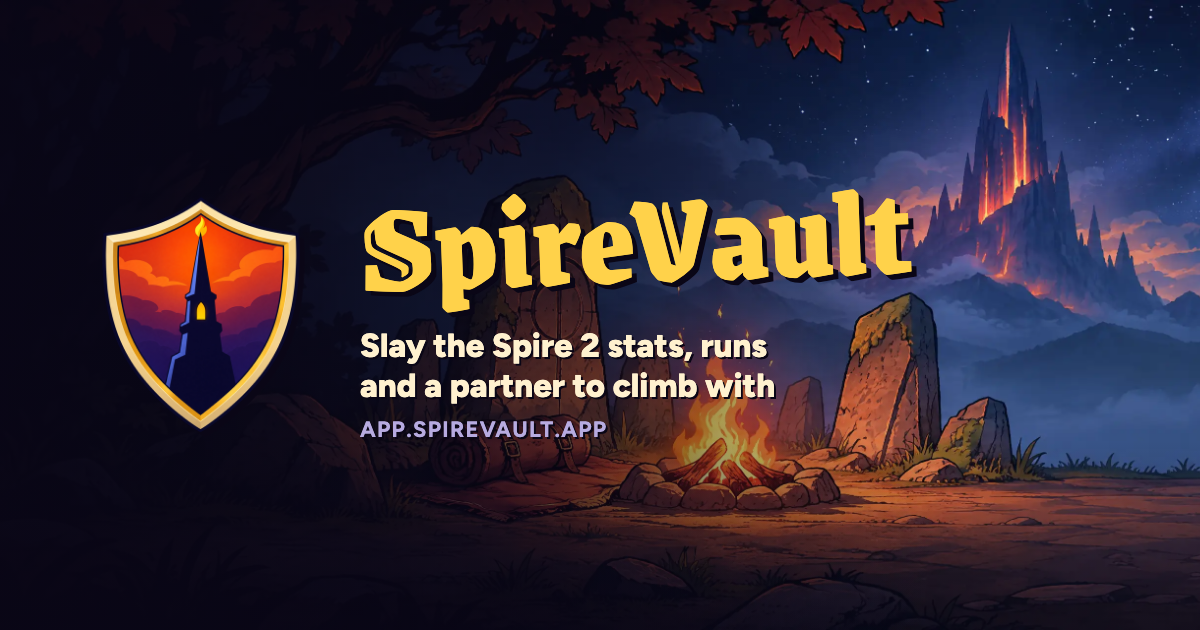 SpireVault
Slay the Spire 2 stats, runs
and a partner to climb with
APP.SPIREVAULT.APP